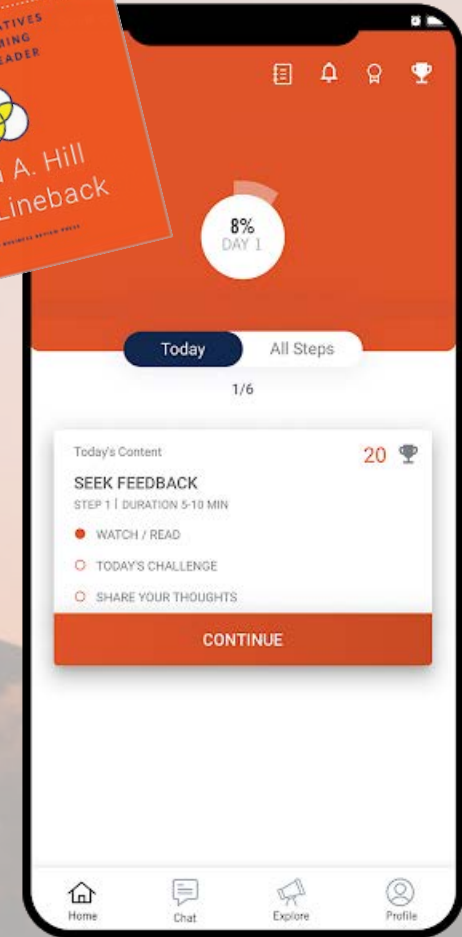 ATIVES
MING
EADER
A. Hill
Lineback
BUSINESS REVIEW PRESS
8%
DAY 1
Today
All Steps
1/6
Today's Content
20
SEEK FEEDBACK
STEP 1 | DURATION 5-10 MIN
WATCH / READ
TODAY'S CHALLENGE
SHARE YOUR THOUGHTS
CONTINUE
Home
Chat
Explore
Profile